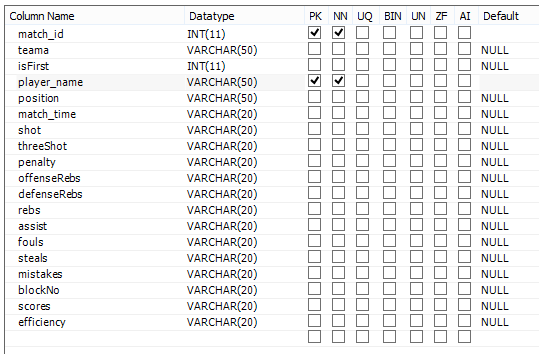 Column Name Datatype PK NN UQ BIN UN ZF AI Default
match_id INT(11)
teama VARCHAR(50) NULL
isFirst INT(11) NULL
player_name VARCHAR(50)
position VARCHAR(50) NULL
match_time VARCHAR(20) NULL
shot VARCHAR(20) NULL
threeShot VARCHAR(20) NULL
penalty VARCHAR(20) NULL
offenseRebs VARCHAR(20) NULL
defenseRebs VARCHAR(20) NULL
rebs VARCHAR(20) NULL
assist VARCHAR(20) NULL
fouls VARCHAR(20) NULL
steals VARCHAR(20) NULL
mistakes VARCHAR(20) NULL
blockNo VARCHAR(20) NULL
scores VARCHAR(20) NULL
efficiency VARCHAR(20) NULL